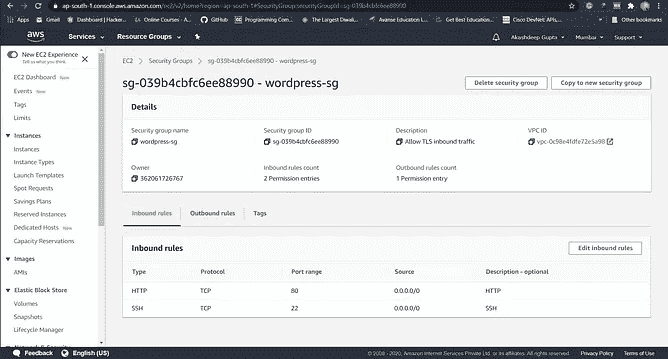 ap-south-1.console.aws.amazon.com/ec2/v2/home?region=ap-south-1#SecurityGroup:securityGroupId=sg-039b4cbfc6ee88990
Apps
Gmail
Dashboard | Hacker...
Online Courses - A...
GitHub
Programming Com...
The Largest Dwali...
Avanse Education L...
Get Best Educati...
Cisco DevNet: APIs,...
Other bookmarks
aws
Services
Resource Groups
Akashdeep Gupta
Mumbai
Support
New EC2 Experience
Tell us what you think
EC2 Dashboard New
Events New
Tags
Limits
Instances
Instances
Instance Types
Launch Templates
Spot Requests
Savings Plans
Reserved Instances
Dedicated Hosts New
Capacity Reservations
Images
AMIs
Elastic Block Store
Volumes
Snapshots
Lifecycle Manager
EC2 > Security Groups > sg-039b4cbfc6ee88990 - wordpress-sg
sg-039b4cbfc6ee88990 - wordpress-sg
Delete security group
Copy to new security group
Details
Security group name
Security group ID
Description
VPC ID
wordpress-sg
sg-039b4cbfc6ee88990
Allow TLS inbound traffic
vpc-0c98e4fdfe72e5a98
Owner
Inbound rules count
Outbound rules count
362061726767
2 Permission entries
1 Permission entry
Inbound rules
Outbound rules
Tags
Inbound rules
Edit inbound rules
Type Protocol Port range Source Description - optional
HTTP TCP 80 0.0.0.0/0 HTTP
SSH TCP 22 0.0.0.0/0 SSH
Feedback
English (US)
© 2008 - 2020, Amazon Internet Services Private Ltd. or its affiliates. All rights reserved.
Privacy Policy
Terms of Use